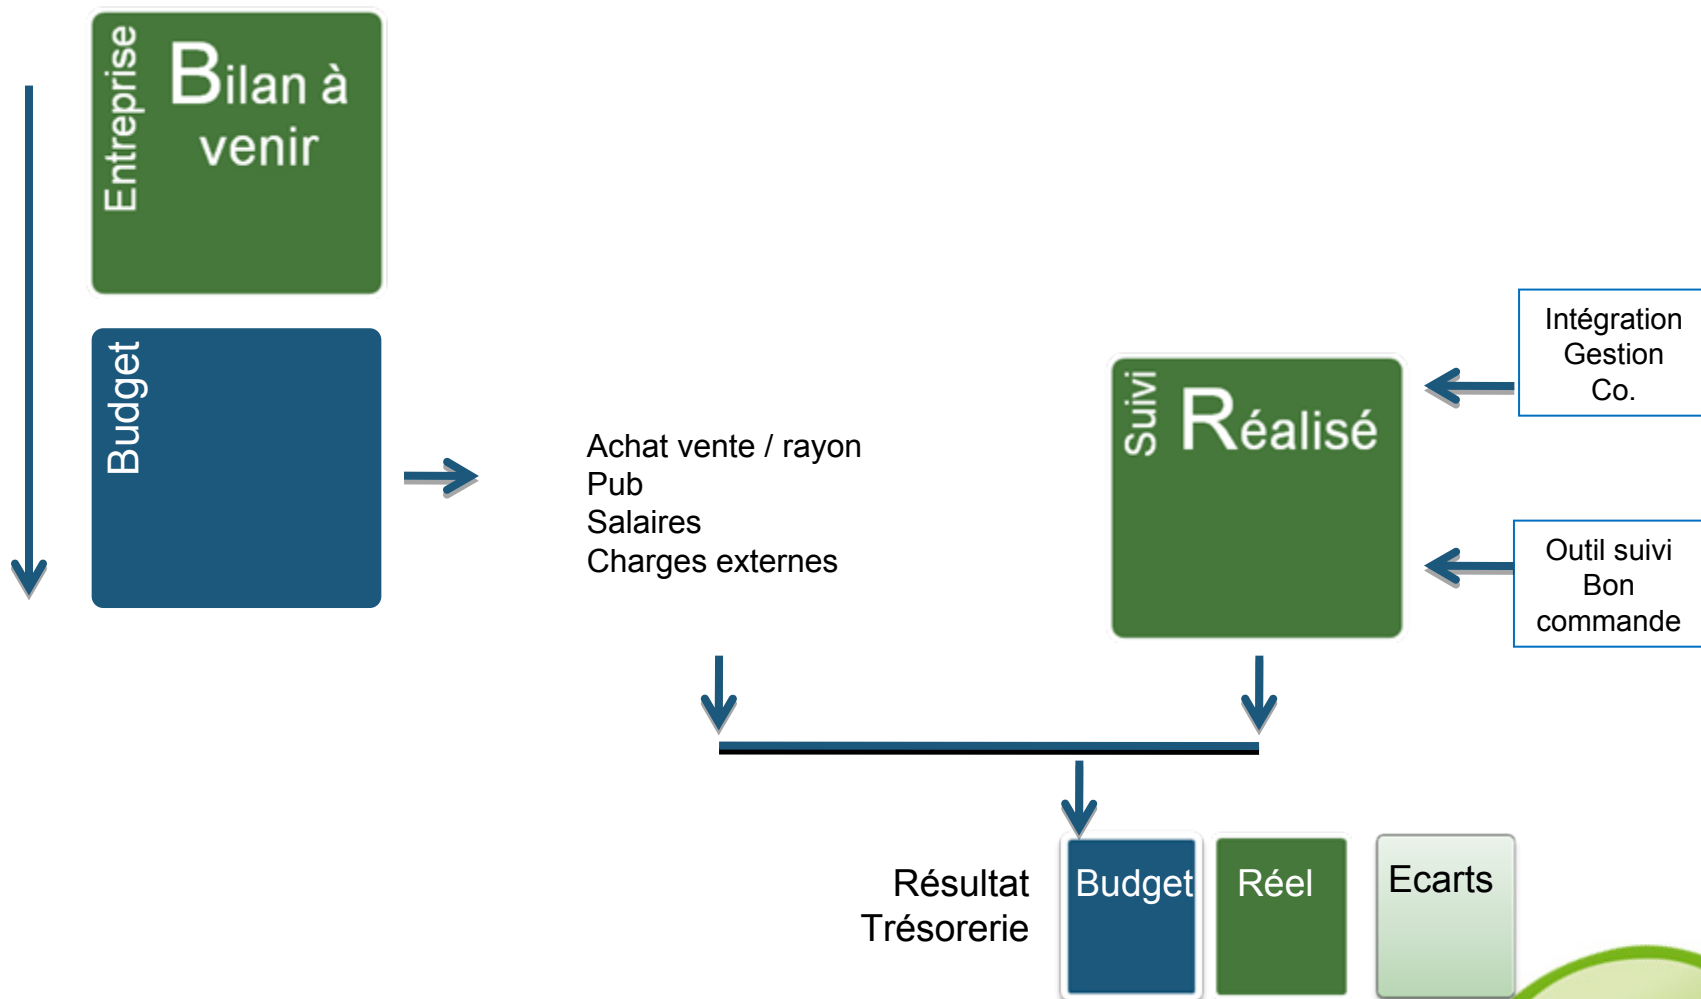 Entreprise
Bilan à
venir
Budget
Achat vente / rayon
Pub
Salaires
Charges externes
Suivi
Réalisé
Intégration
Gestion
Co.
Outil suivi
Bon
commande
Résultat
Trésorerie
Budget
Réel
Ecarts